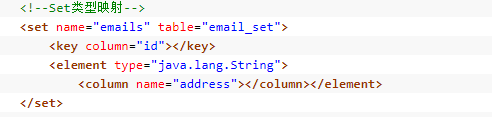 <!--Set类型映射-->
<set name="emails" table="email_set">
<key column="id"></key>
<element type="java.lang.String">
<column name="address"></column></element>
</set>